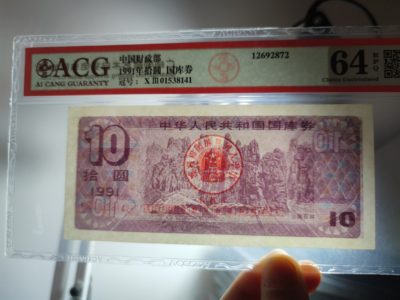 ACG
AI CANG GUARANTY
中国财政部
1991年拾圆 国库券
冠号: X III 01538141
12692872
64 EPQ
Choice Uncirculated
中华人民共和国国库券
10
拾圆
1991
10